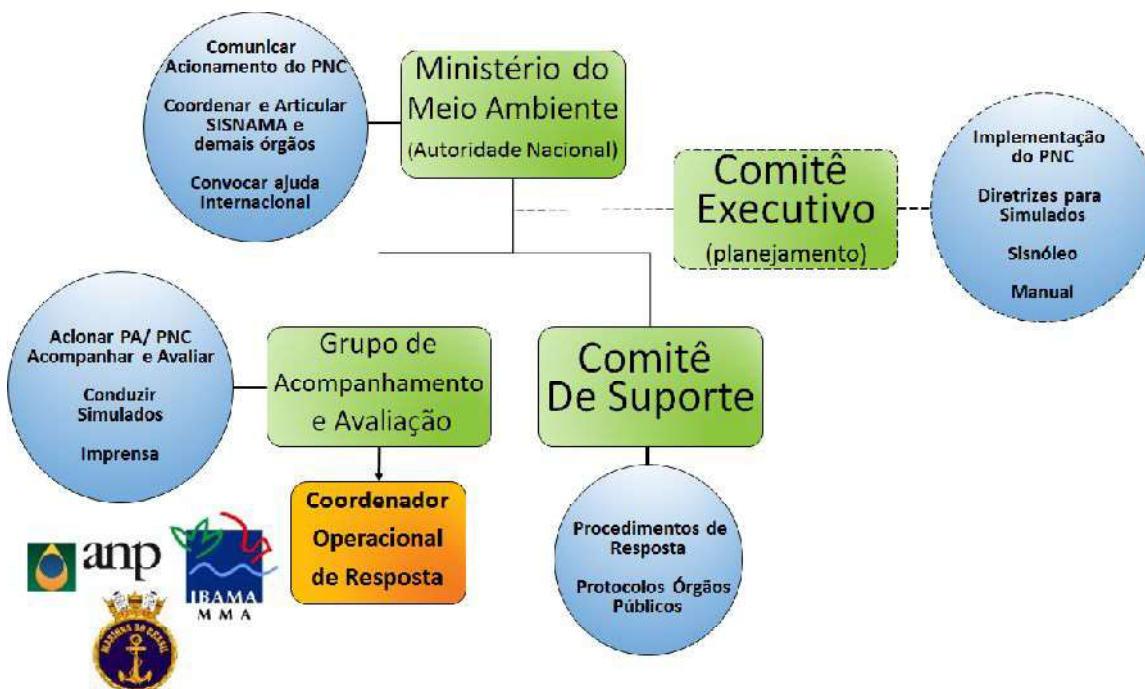 Comunicar
Acionamento do PNC
Coordenar e Articular
SISNAMA e
demais órgãos
Convocar ajuda
Internacional
Ministério do
Meio Ambiente
(Autoridade Nacional)
Comitê
Executivo
(planejamento)
Implementação
do PNC
Diretrizes para
Simulados
Sisnóleo
Manual
Acionar PA/ PNC
Acompanhar e Avaliar
Conduzir
Simulados
Imprensa
Grupo de
Acompanhamento
e Avaliação
Comitê
De Suporte
Coordenador
Operacional
de Resposta
Procedimentos de
Resposta
Protocolos Órgãos
Públicos
anp
IBAMA
MMA
MARINHA DO BRASIL